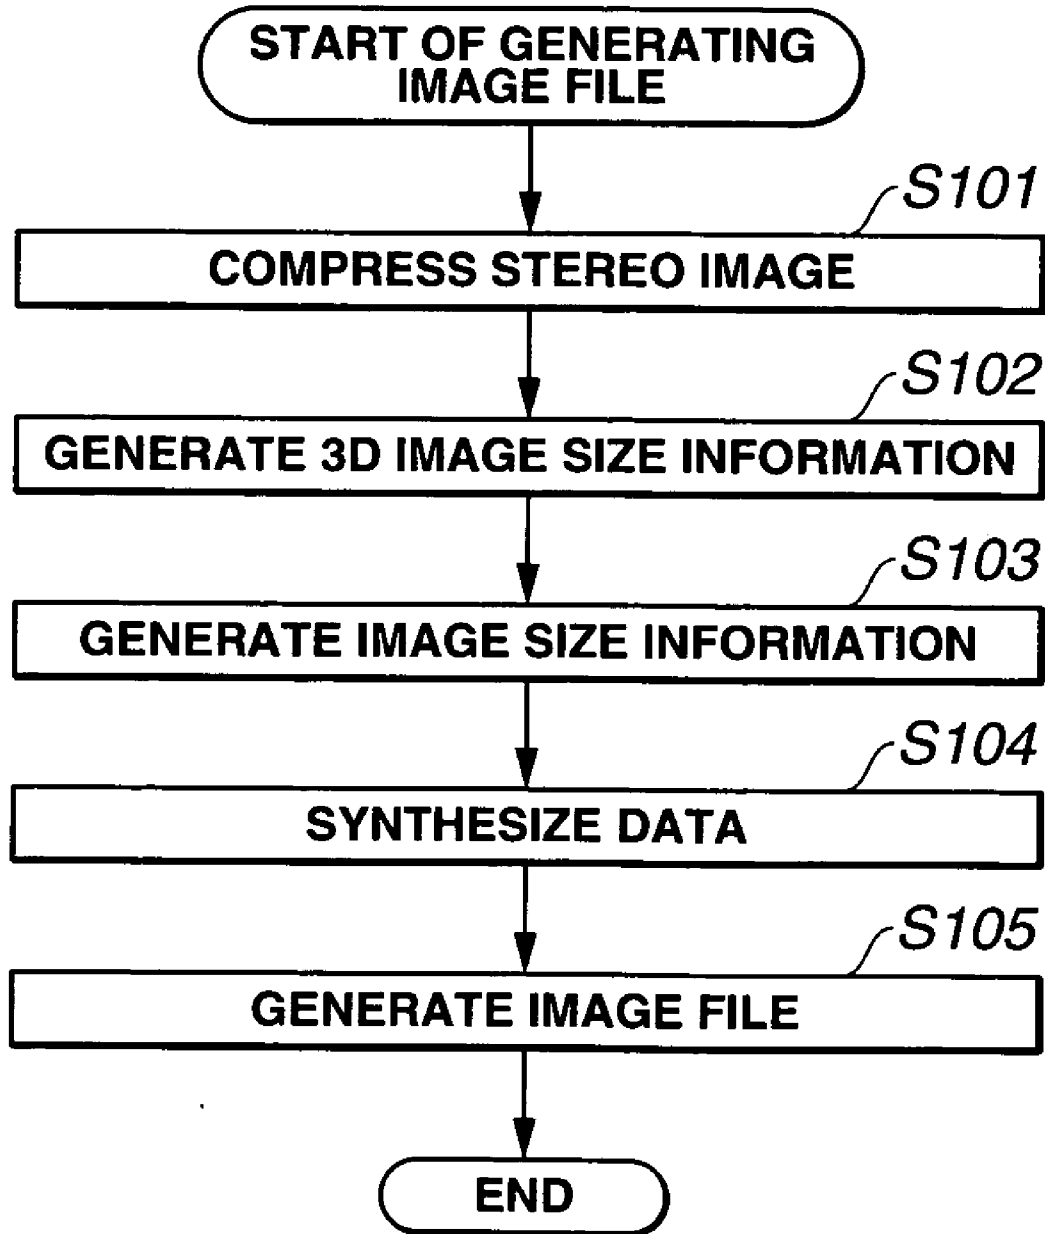 START OF GENERATING
IMAGE FILE
S101
COMPRESS STEREO IMAGE
S102
GENERATE 3D IMAGE SIZE INFORMATION
S103
GENERATE IMAGE SIZE INFORMATION
S104
SYNTHESIZE DATA
S105
GENERATE IMAGE FILE
END